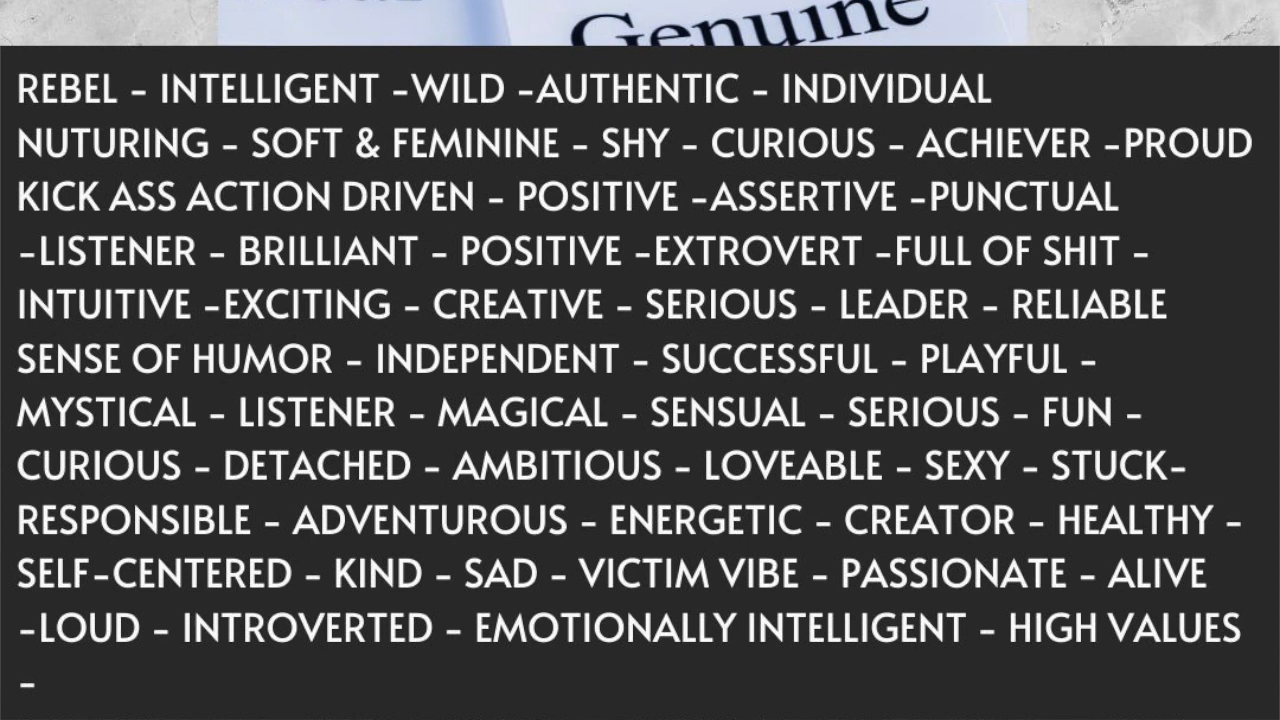 Genuine
REBEL - INTELLIGENT -WILD -AUTHENTIC - INDIVIDUAL
NUTURING - SOFT & FEMININE - SHY - CURIOUS - ACHIEVER -PROUD
KICK ASS ACTION DRIVEN - POSITIVE -ASSERTIVE -PUNCTUAL
-LISTENER - BRILLIANT - POSITIVE -EXTROVERT -FULL OF SHIT -
INTUITIVE -EXCITING - CREATIVE - SERIOUS - LEADER - RELIABLE
SENSE OF HUMOR - INDEPENDENT - SUCCESSFUL - PLAYFUL -
MYSTICAL - LISTENER - MAGICAL - SENSUAL - SERIOUS - FUN -
CURIOUS - DETACHED - AMBITIOUS - LOVEABLE - SEXY - STUCK-
RESPONSIBLE - ADVENTUROUS - ENERGETIC - CREATOR - HEALTHY -
SELF-CENTERED - KIND - SAD - VICTIM VIBE - PASSIONATE - ALIVE
-LOUD - INTROVERTED - EMOTIONALLY INTELLIGENT - HIGH VALUES
-